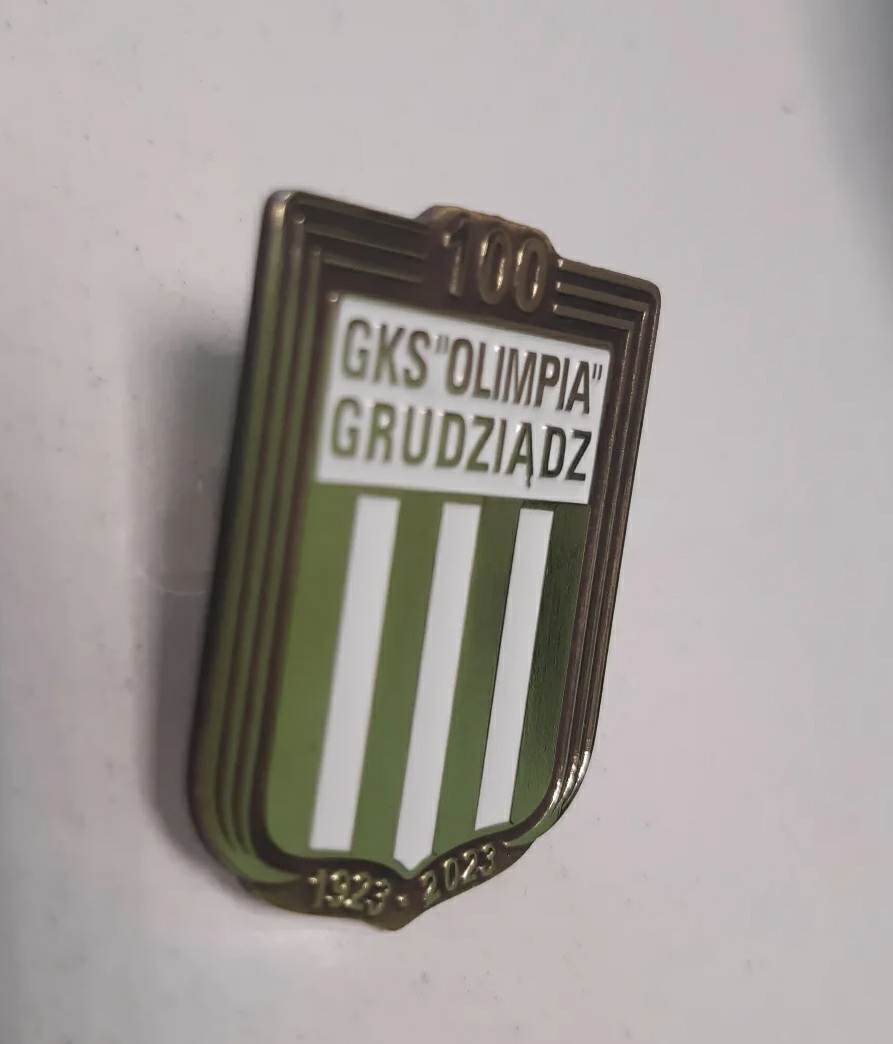 100
GKS "OLIMPIA"
GRUDZIĄDZ
1923 • 2023